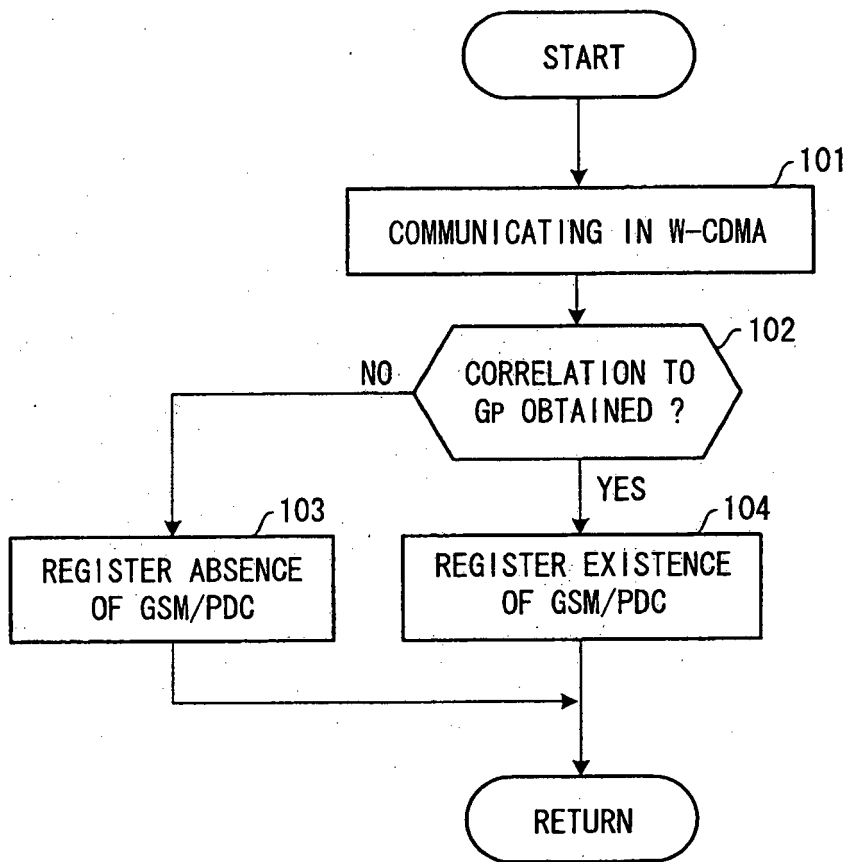 START
101
COMMUNICATING IN W-CDMA
102
CORRELATION TO
GP OBTAINED ?
NO
YES
103
REGISTER ABSENCE
OF GSM/PDC
104
REGISTER EXISTENCE
OF GSM/PDC
RETURN